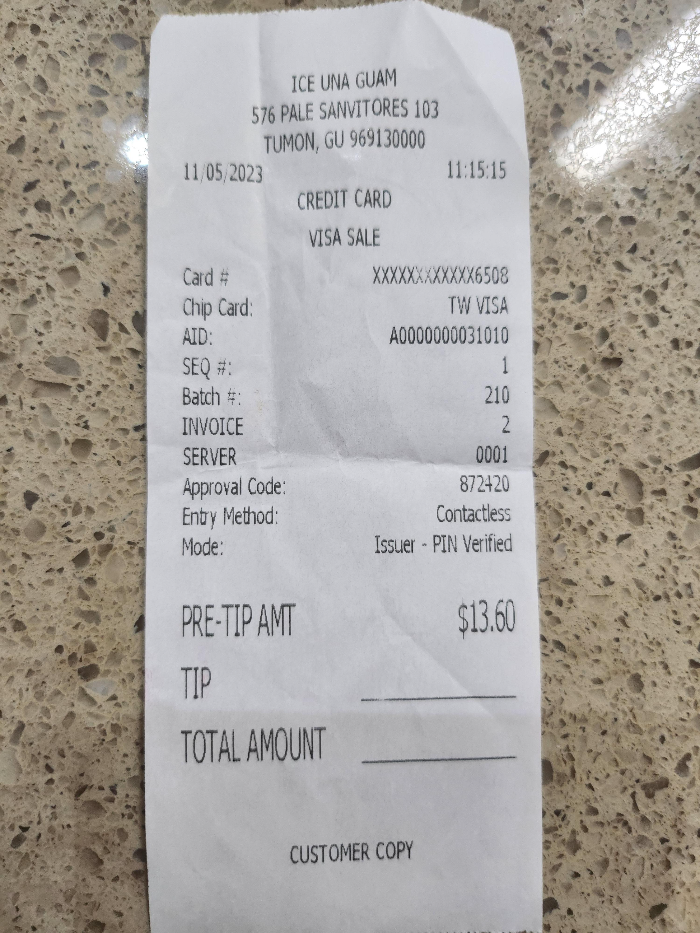 ICE UNA GUAM
576 PALE SANVITORES 103
TUMON, GU 969130000
11/05/2023 11:15:15
CREDIT CARD
VISA SALE
Card # XXXXXXXXXXXX6508
Chip Card: TW VISA
AID: A0000000031010
SEQ #: 1
Batch #: 210
INVOICE 2
SERVER 0001
Approval Code: 872420
Entry Method: Contactless
Mode: Issuer - PIN Verified
PRE-TIP AMT $13.60
TIP
TOTAL AMOUNT
CUSTOMER COPY